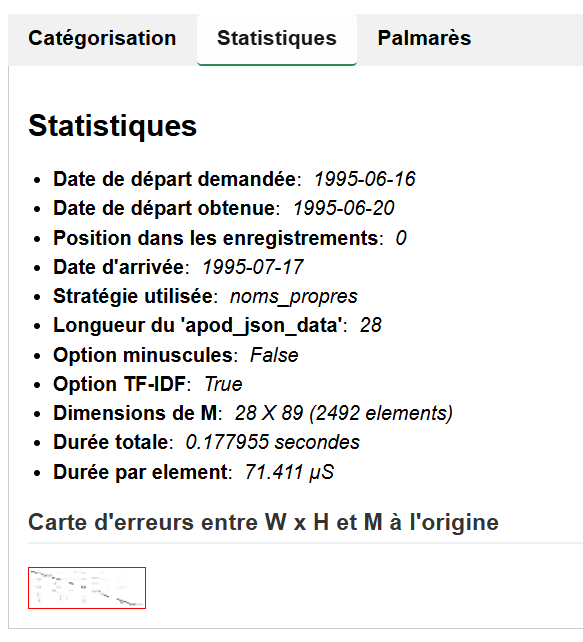 Catégorisation Statistiques Palmarès
Statistiques
• Date de départ demandée: 1995-06-16
• Date de départ obtenue: 1995-06-20
• Position dans les enregistrements: 0
• Date d'arrivée: 1995-07-17
• Stratégie utilisée: noms_propres
• Longueur du 'apod_json_data': 28
• Option minuscules: False
• Option TF-IDF: True
• Dimensions de M: 28 X 89 (2492 elements)
• Durée totale: 0.177955 secondes
• Durée par element: 71.411 µS
Carte d'erreurs entre W x H et M à l'origine